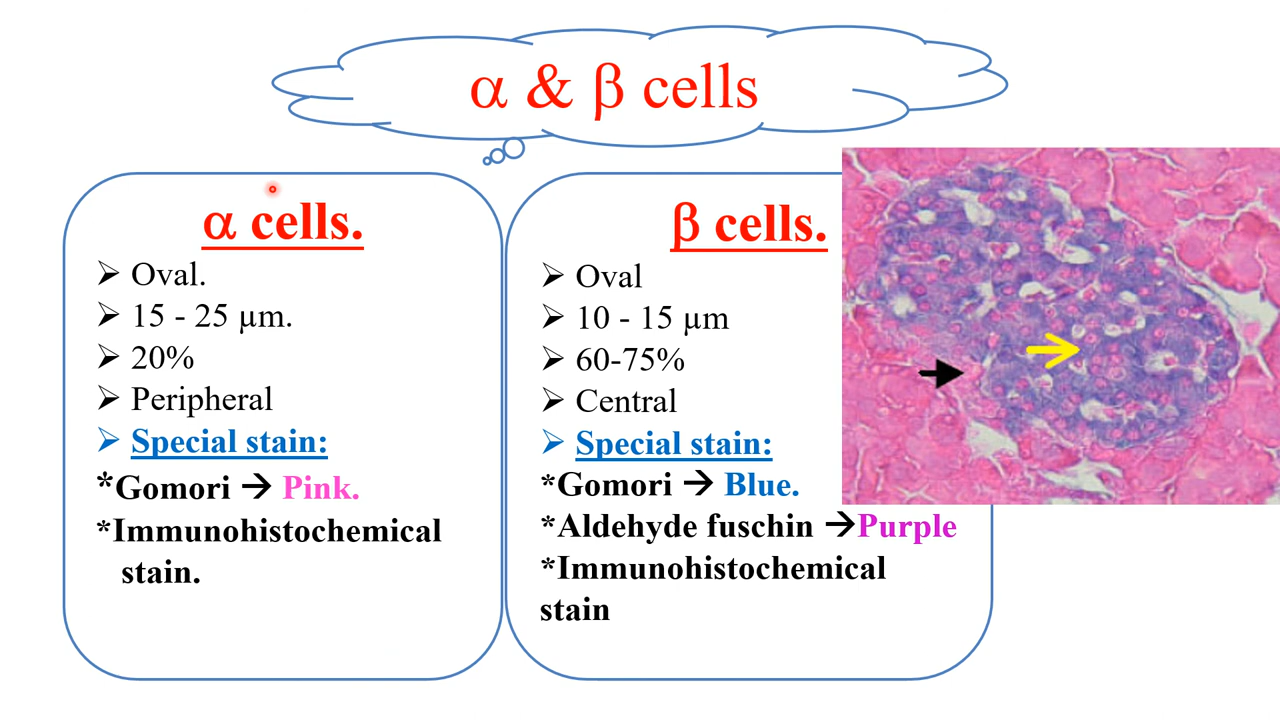 α & β cells
α cells.
➢ Oval.
➢ 15 - 25 µm.
➢ 20%
➢ Peripheral
➢ Special stain:
*Gomori → Pink.
*Immunohistochemical
stain.
β cells.
➢ Oval
➢ 10 - 15 µm
➢ 60-75%
➢ Central
➢ Special stain:
*Gomori → Blue.
*Aldehyde fuschin →Purple
*Immunohistochemical
stain